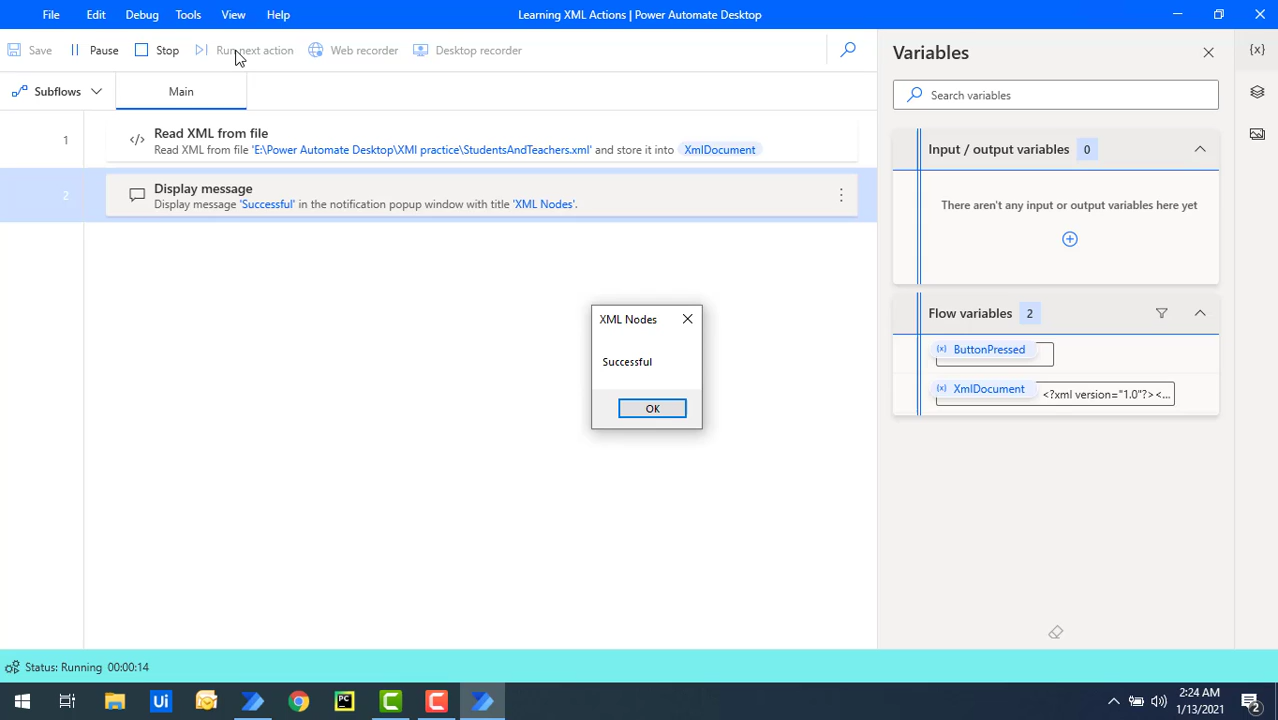 File Edit Debug Tools View Help Learning XML Actions | Power Automate Desktop
Save Pause Stop Run next action Web recorder Desktop recorder
Subflows Main
1 Read XML from file
Read XML from file 'E:\Power Automate Desktop\XMl practice\StudentsAndTeachers.xml' and store it into XmlDocument
2 Display message
Display message 'Successful' in the notification popup window with title 'XML Nodes'.
XML Nodes
Successful
OK
Variables {x}
Search variables
Input / output variables 0
There aren't any input or output variables here yet
Flow variables 2
(x) ButtonPressed
(x) XmlDocument <?xml version="1.0"?><...
Status: Running 00:00:14
Ui PC C C 2:24 AM
1/13/2021 2